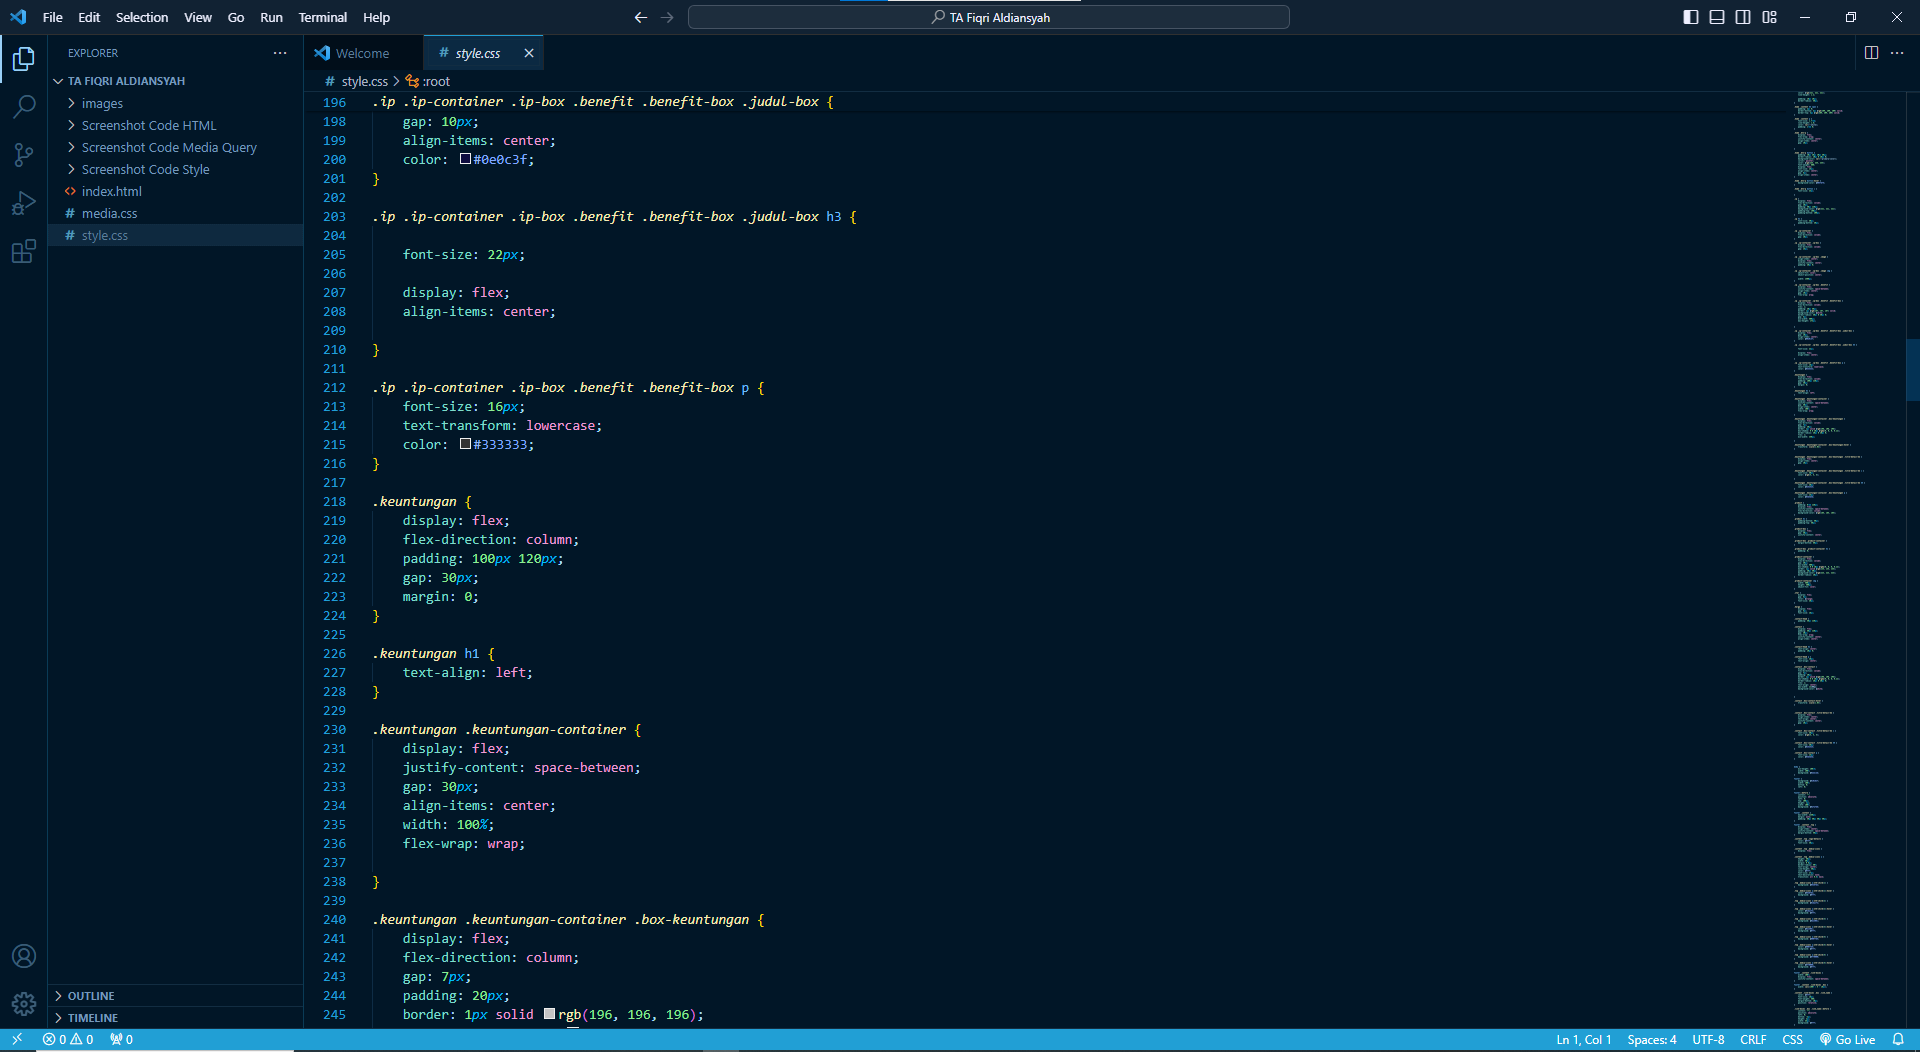 File Edit Selection View Go Run Terminal Help
TA Fiqri Aldiansyah
EXPLORER
Welcome
# style.css
TA FIQRI ALDIANSYAH
# style.css > :root
images
Screenshot Code HTML
Screenshot Code Media Query
Screenshot Code Style
<> index.html
# media.css
# style.css
196 .ip .ip-container .ip-box .benefit .benefit-box .judul-box {
198 gap: 10px;
199 align-items: center;
200 color: #0e0c3f;
201 }
202
203 .ip .ip-container .ip-box .benefit .benefit-box .judul-box h3 {
204
205 font-size: 22px;
206
207 display: flex;
208 align-items: center;
209
210 }
211
212 .ip .ip-container .ip-box .benefit .benefit-box p {
213 font-size: 16px;
214 text-transform: lowercase;
215 color: #333333;
216 }
217
218 .keuntungan {
219 display: flex;
220 flex-direction: column;
221 padding: 100px 120px;
222 gap: 30px;
223 margin: 0;
224 }
225
226 .keuntungan h1 {
227 text-align: left;
228 }
229
230 .keuntungan .keuntungan-container {
231 display: flex;
232 justify-content: space-between;
233 gap: 30px;
234 align-items: center;
235 width: 100%;
236 flex-wrap: wrap;
237
238 }
239
240 .keuntungan .keuntungan-container .box-keuntungan {
241 display: flex;
242 flex-direction: column;
243 gap: 7px;
244 padding: 20px;
245 border: 1px solid rgb(196, 196, 196);
OUTLINE
TIMELINE
0 0 0
Ln 1, Col 1 Spaces: 4 UTF-8 CRLF CSS Go Live